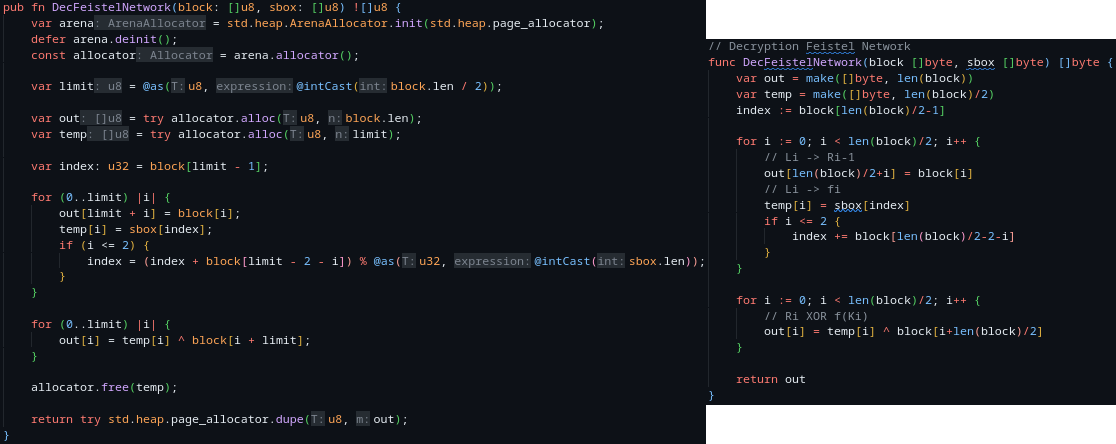 pub fn DecFeistelNetwork(block: []u8, sbox: []u8) ![]u8 {
var arena: ArenaAllocator = std.heap.ArenaAllocator.init(std.heap.page_allocator);
defer arena.deinit();
const allocator: Allocator = arena.allocator();
var limit: u8 = @as(T: u8, expression: @intCast(int: block.len / 2));
var out: []u8 = try allocator.alloc(T: u8, n: block.len);
var temp: []u8 = try allocator.alloc(T: u8, n: limit);
var index: u32 = block[limit - 1];
for (0..limit) |i| {
out[limit + i] = block[i];
temp[i] = sbox[index];
if (i <= 2) {
index = (index + block[limit - 2 - i]) % @as(T: u32, expression: @intCast(int: sbox.len));
}
}
for (0..limit) |i| {
out[i] = temp[i] ^ block[i + limit];
}
allocator.free(temp);
return try std.heap.page_allocator.dupe(T: u8, m: out);
}
// Decryption Feistel Network
func DecFeistelNetwork(block []byte, sbox []byte) []byte {
var out = make([]byte, len(block))
var temp = make([]byte, len(block)/2)
index := block[len(block)/2-1]
for i := 0; i < len(block)/2; i++ {
// Li -> Ri-1
out[len(block)/2+i] = block[i]
// Li -> fi
temp[i] = sbox[index]
if i <= 2 {
index += block[len(block)/2-2-i]
}
}
for i := 0; i < len(block)/2; i++ {
// Ri XOR f(Ki)
out[i] = temp[i] ^ block[i+len(block)/2]
}
return out
}